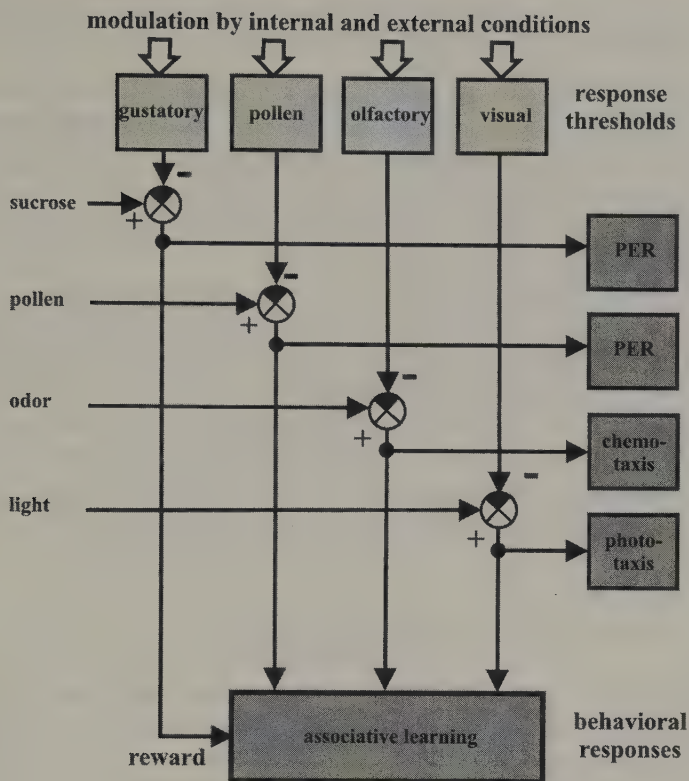 modulation by internal and external conditions
gustatory
pollen
olfactory
visual
response
thresholds
-
sucrose
+
PER
-
pollen
+
PER
-
odor
+
chemo-
taxis
-
light
+
photo-
taxis
associative learning
reward
behavioral
responses